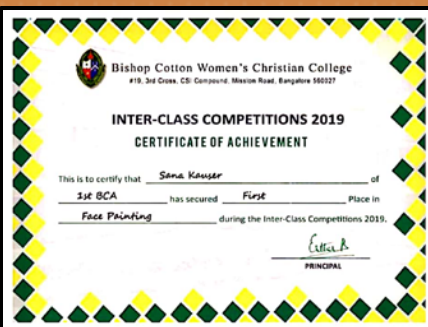 Bishop Cotton Women's Christian College
#19, 3rd Cross, CSI Compound, Mission Road, Bangalore 560027
INTER-CLASS COMPETITIONS 2019
CERTIFICATE OF ACHIEVEMENT
This is to certify that Sana Kauser of
1st BCA has secured First Place in
Face Painting during the Inter-Class Competitions 2019.
Esther B
PRINCIPAL